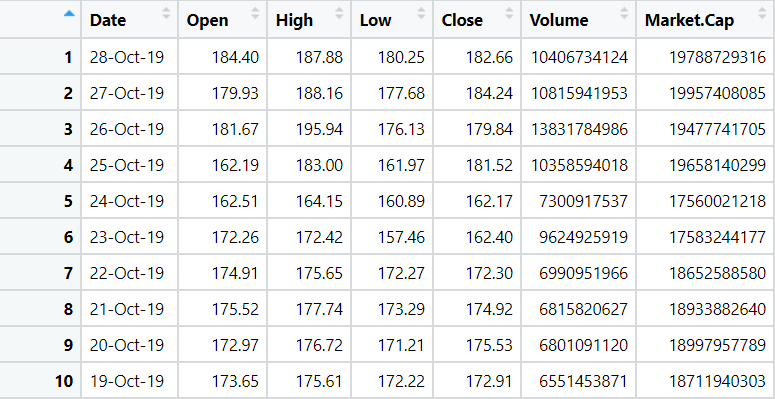 Date Open High Low Close Volume Market.Cap
1 28-Oct-19 184.40 187.88 180.25 182.66 10406734124 19788729316
2 27-Oct-19 179.93 188.16 177.68 184.24 10815941953 19957408085
3 26-Oct-19 181.67 195.94 176.13 179.84 13831784986 19477741705
4 25-Oct-19 162.19 183.00 161.97 181.52 10358594018 19658140299
5 24-Oct-19 162.51 164.15 160.89 162.17 7300917537 17560021218
6 23-Oct-19 172.26 172.42 157.46 162.40 9624925919 17583244177
7 22-Oct-19 174.91 175.65 172.27 172.30 6990951966 18652588580
8 21-Oct-19 175.52 177.74 173.29 174.92 6815820627 18933882640
9 20-Oct-19 172.97 176.72 171.21 175.53 6801091120 18997957789
10 19-Oct-19 173.65 175.61 172.22 172.91 6551453871 18711940303